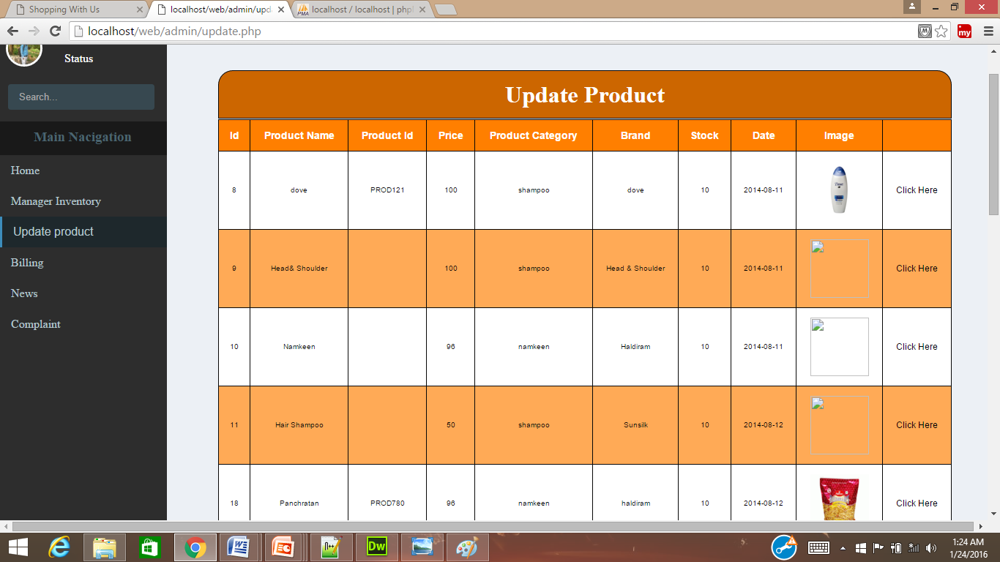 Shopping With Us
localhost/web/admin/upd
localhost / localhost | php
localhost/web/admin/update.php
Status
Search...
Main Nacigation
Home
Manager Inventory
Update product
Billing
News
Complaint
Update Product
Id Product Name Product Id Price Product Category Brand Stock Date Image
8 dove PROD121 100 shampoo dove 10 2014-08-11 Click Here
9 Head& Shoulder 100 shampoo Head & Shoulder 10 2014-08-11 Click Here
10 Namkeen 96 namkeen Haldiram 10 2014-08-11 Click Here
11 Hair Shampoo 50 shampoo Sunsilk 10 2014-08-12 Click Here
18 Panchratan PROD780 96 namkeen haldiram 10 2014-08-12 Click Here
1:24 AM
1/24/2016